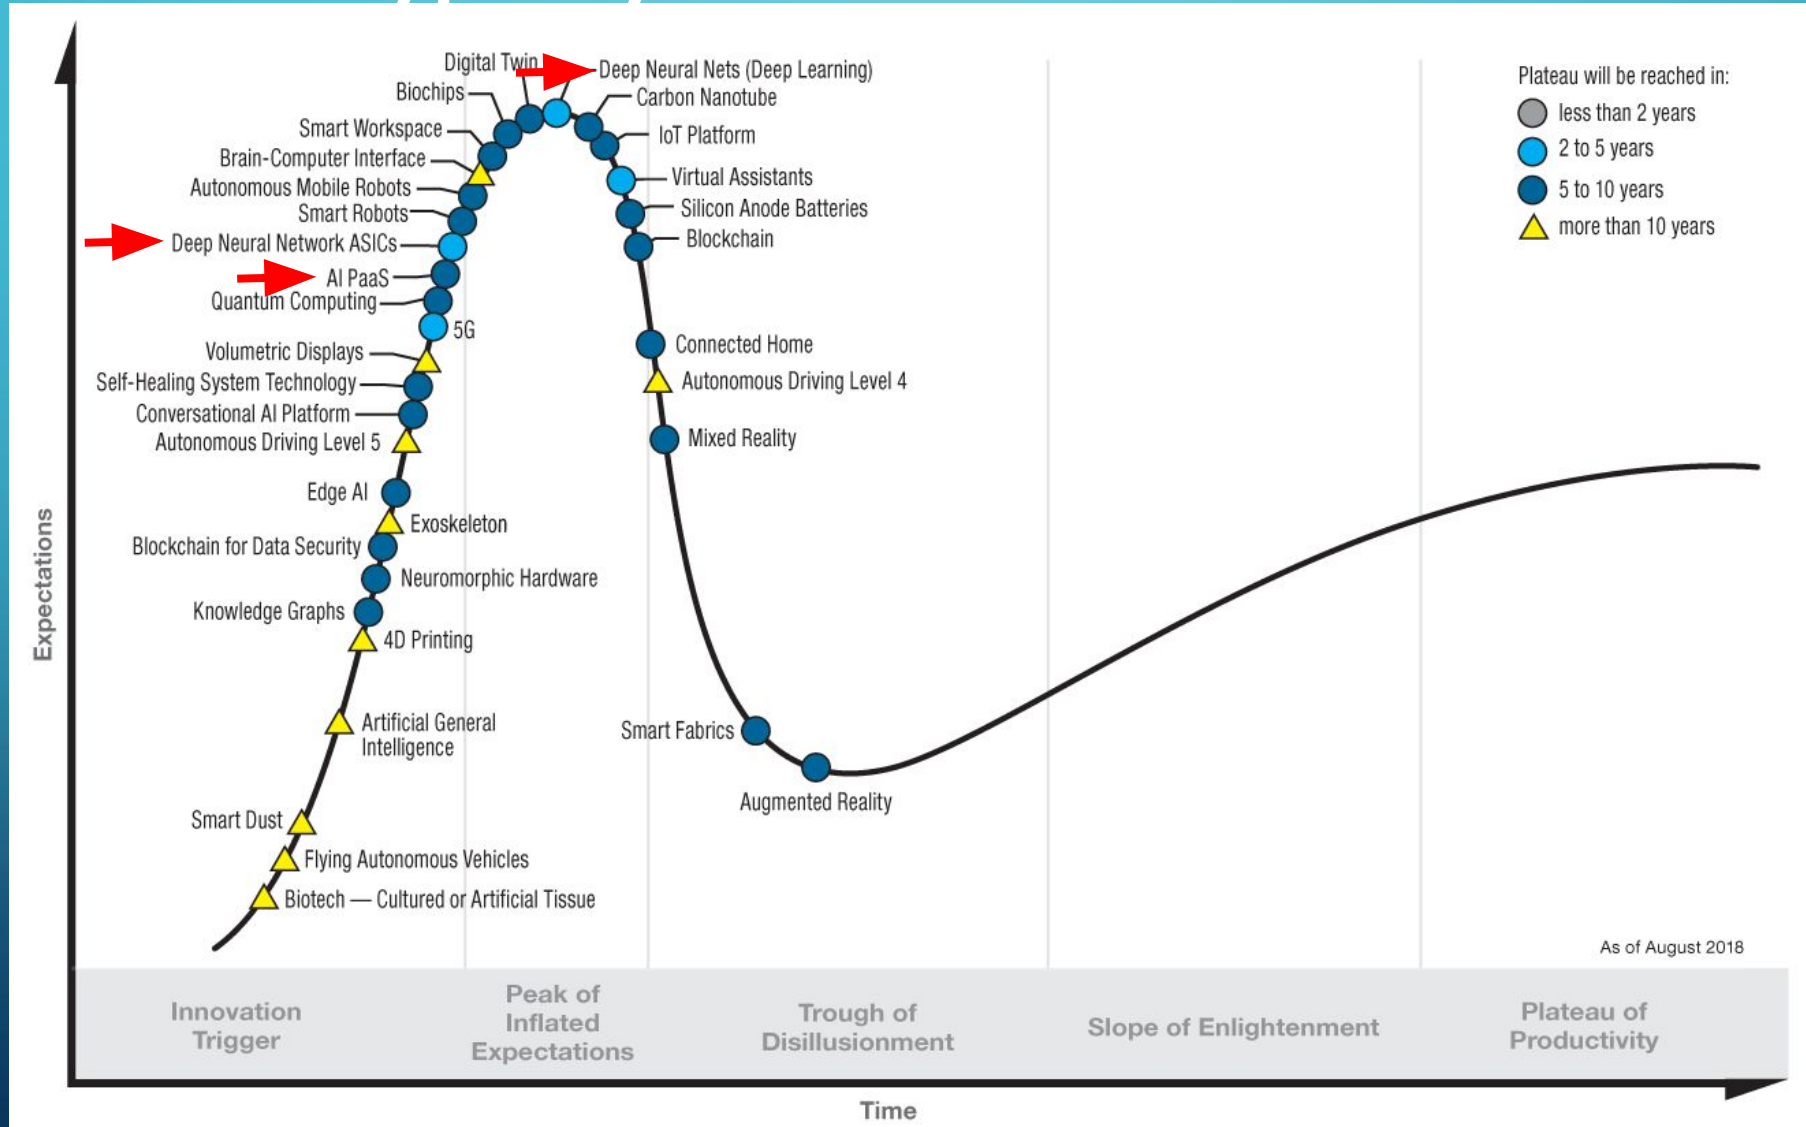 Digital Twin
Deep Neural Nets (Deep Learning)
Biochips
Carbon Nanotube
Smart Workspace
IoT Platform
Brain-Computer Interface
Virtual Assistants
Autonomous Mobile Robots
Silicon Anode Batteries
Smart Robots
Blockchain
Deep Neural Network ASICs
AI PaaS
Quantum Computing
5G
Volumetric Displays
Connected Home
Self-Healing System Technology
Autonomous Driving Level 4
Conversational AI Platform
Mixed Reality
Autonomous Driving Level 5
Edge AI
Exoskeleton
Blockchain for Data Security
Neuromorphic Hardware
Knowledge Graphs
4D Printing
Artificial General
Intelligence
Smart Fabrics
Augmented Reality
Smart Dust
Flying Autonomous Vehicles
Biotech — Cultured or Artificial Tissue
Plateau will be reached in:
less than 2 years
2 to 5 years
5 to 10 years
more than 10 years
As of August 2018
Expectations
Innovation
Trigger
Peak of
Inflated
Expectations
Trough of
Disillusionment
Slope of Enlightenment
Plateau of
Productivity
Time